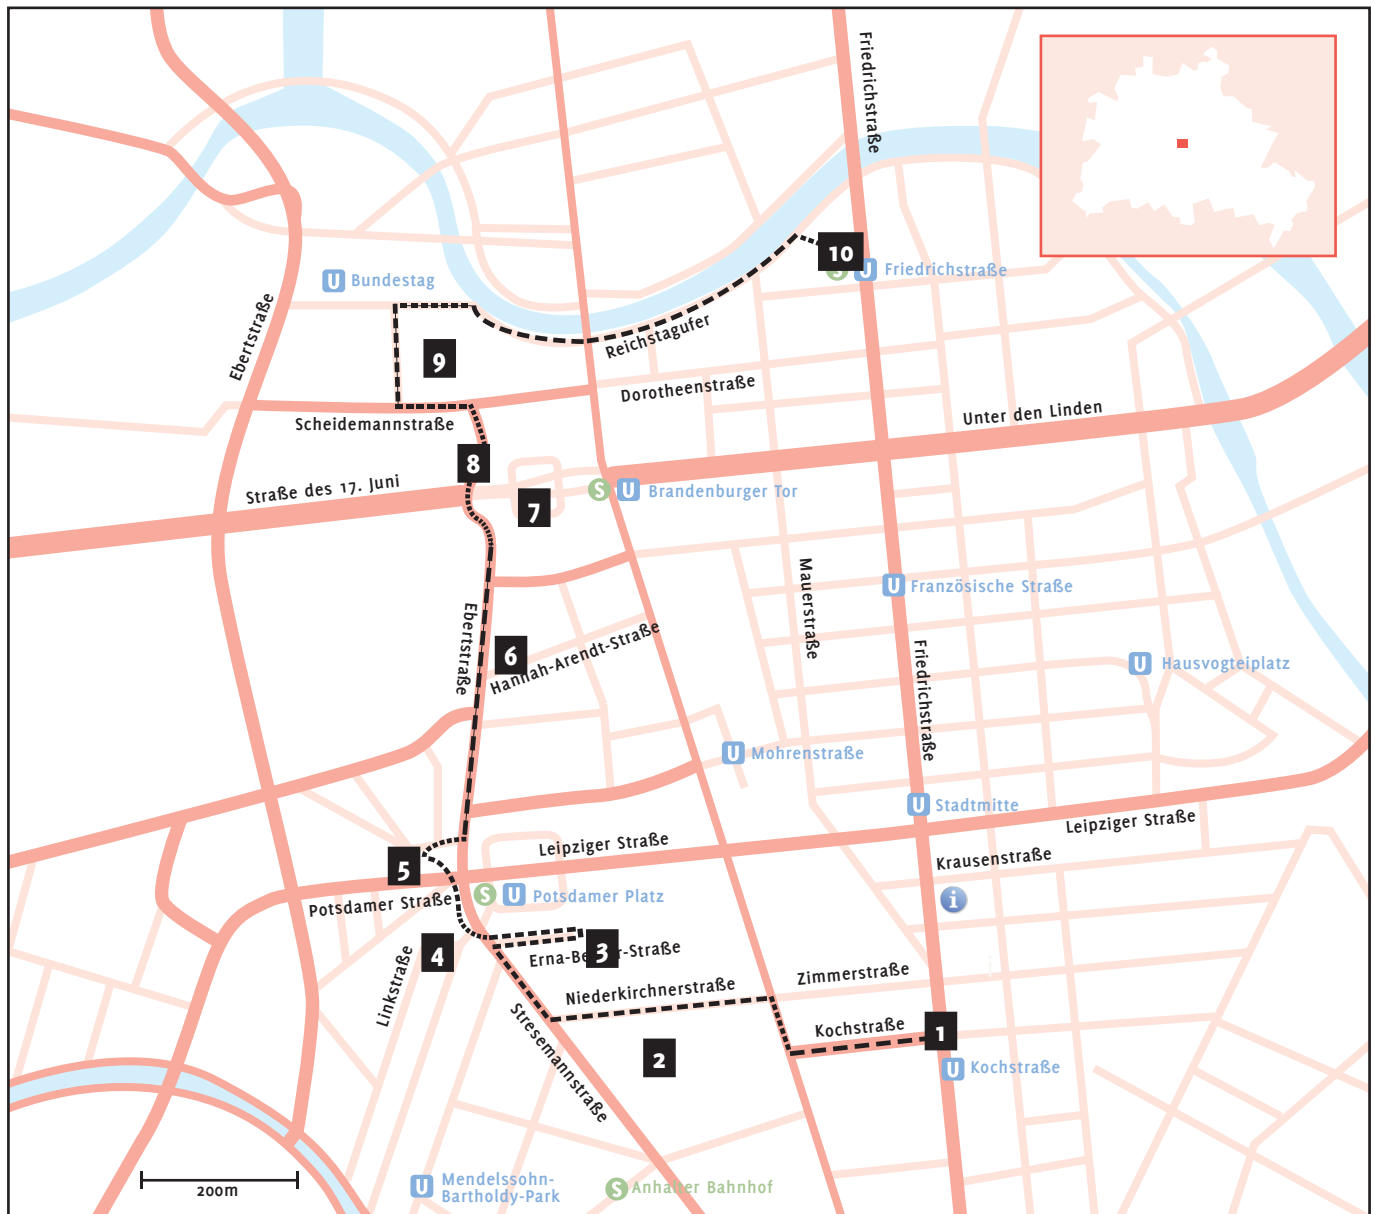 Friedrichstraße
10
S
U Friedrichstraße
U Bundestag
Ebertstraße
Reichstagufer
9
Dorotheenstraße
Unter den Linden
Scheidemannstraße
8
Straße des 17. Juni
S U Brandenburger Tor
7
Mauerstraße
U Französische Straße
Ebertstraße
6
Hannah-Arendt-Straße
Friedrichstraße
U Hausvogteiplatz
U Mohrenstraße
U Stadtmitte
Leipziger Straße
Leipziger Straße
Krausenstraße
5
i
Potsdamer Straße
S U Potsdamer Platz
4
3
Linkstraße
Zimmerstraße
Niederkirchnerstraße
Stresemannstraße
Kochstraße
1
2
U Kochstraße
200m
U Mendelssohn-
Bartholdy-Park
S Anhalter Bahnhof